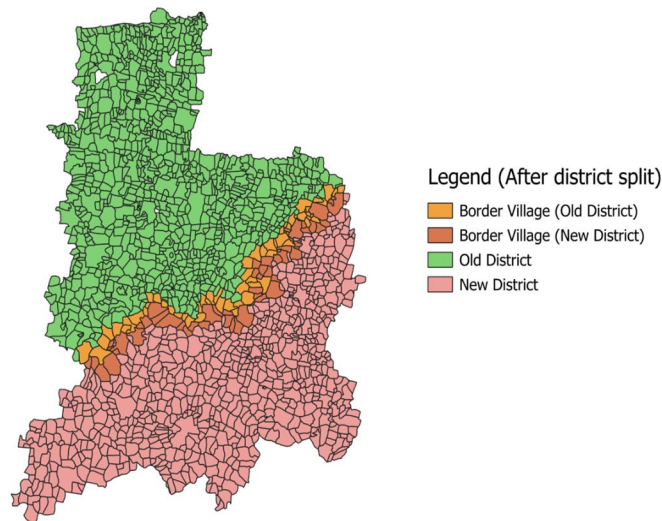 Legend (After district split)
Border Village (Old District)
Border Village (New District)
Old District
New District